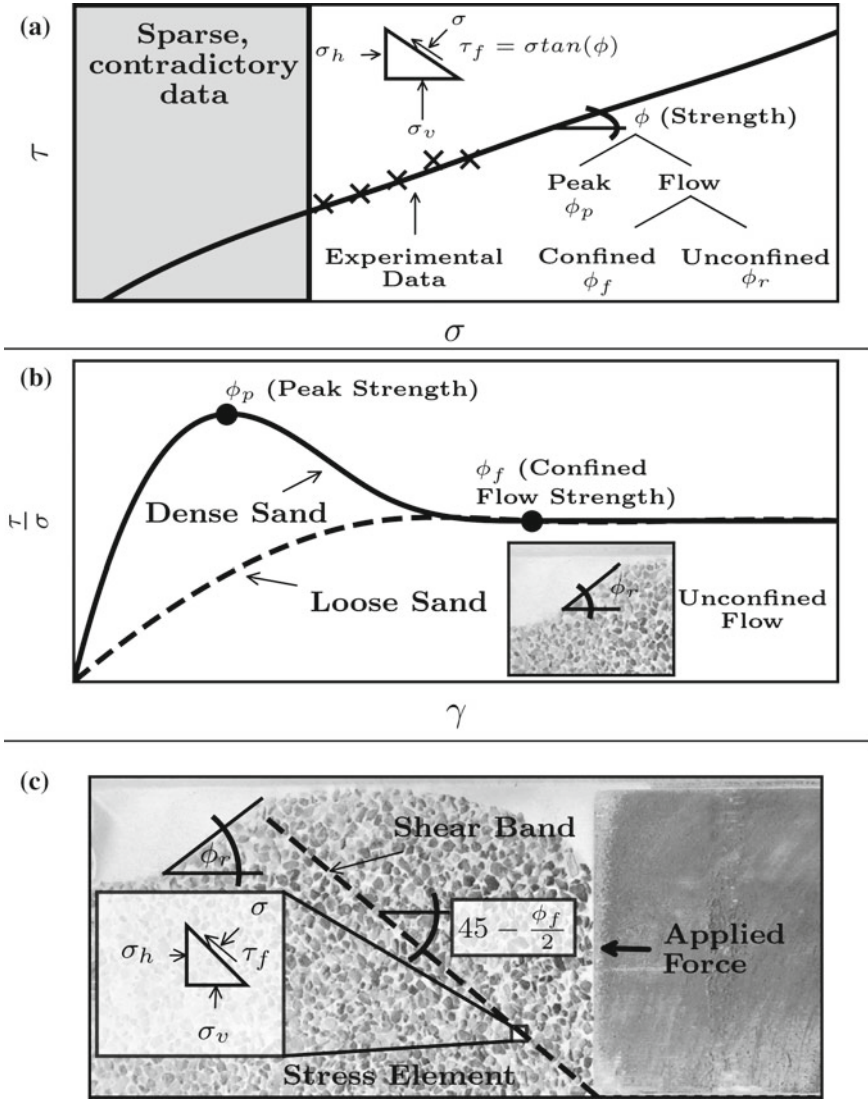 (a)
Sparse,
contradictory
data
σ
σ_h
τ_f = σtan(ϕ)
σ_v
ϕ (Strength)
Peak
ϕ_p
Flow
Confined
ϕ_f
Unconfined
ϕ_r
Experimental
Data
τ
σ
(b)
ϕ_p (Peak Strength)
ϕ_f (Confined
Flow Strength)
Dense Sand
Loose Sand
ϕ_r
Unconfined
Flow
τ/σ
γ
(c)
Shear Band
ϕ_r
45 − ϕ_f/2
σ
σ_h
τ_f
σ_v
Applied
Force
Stress Element